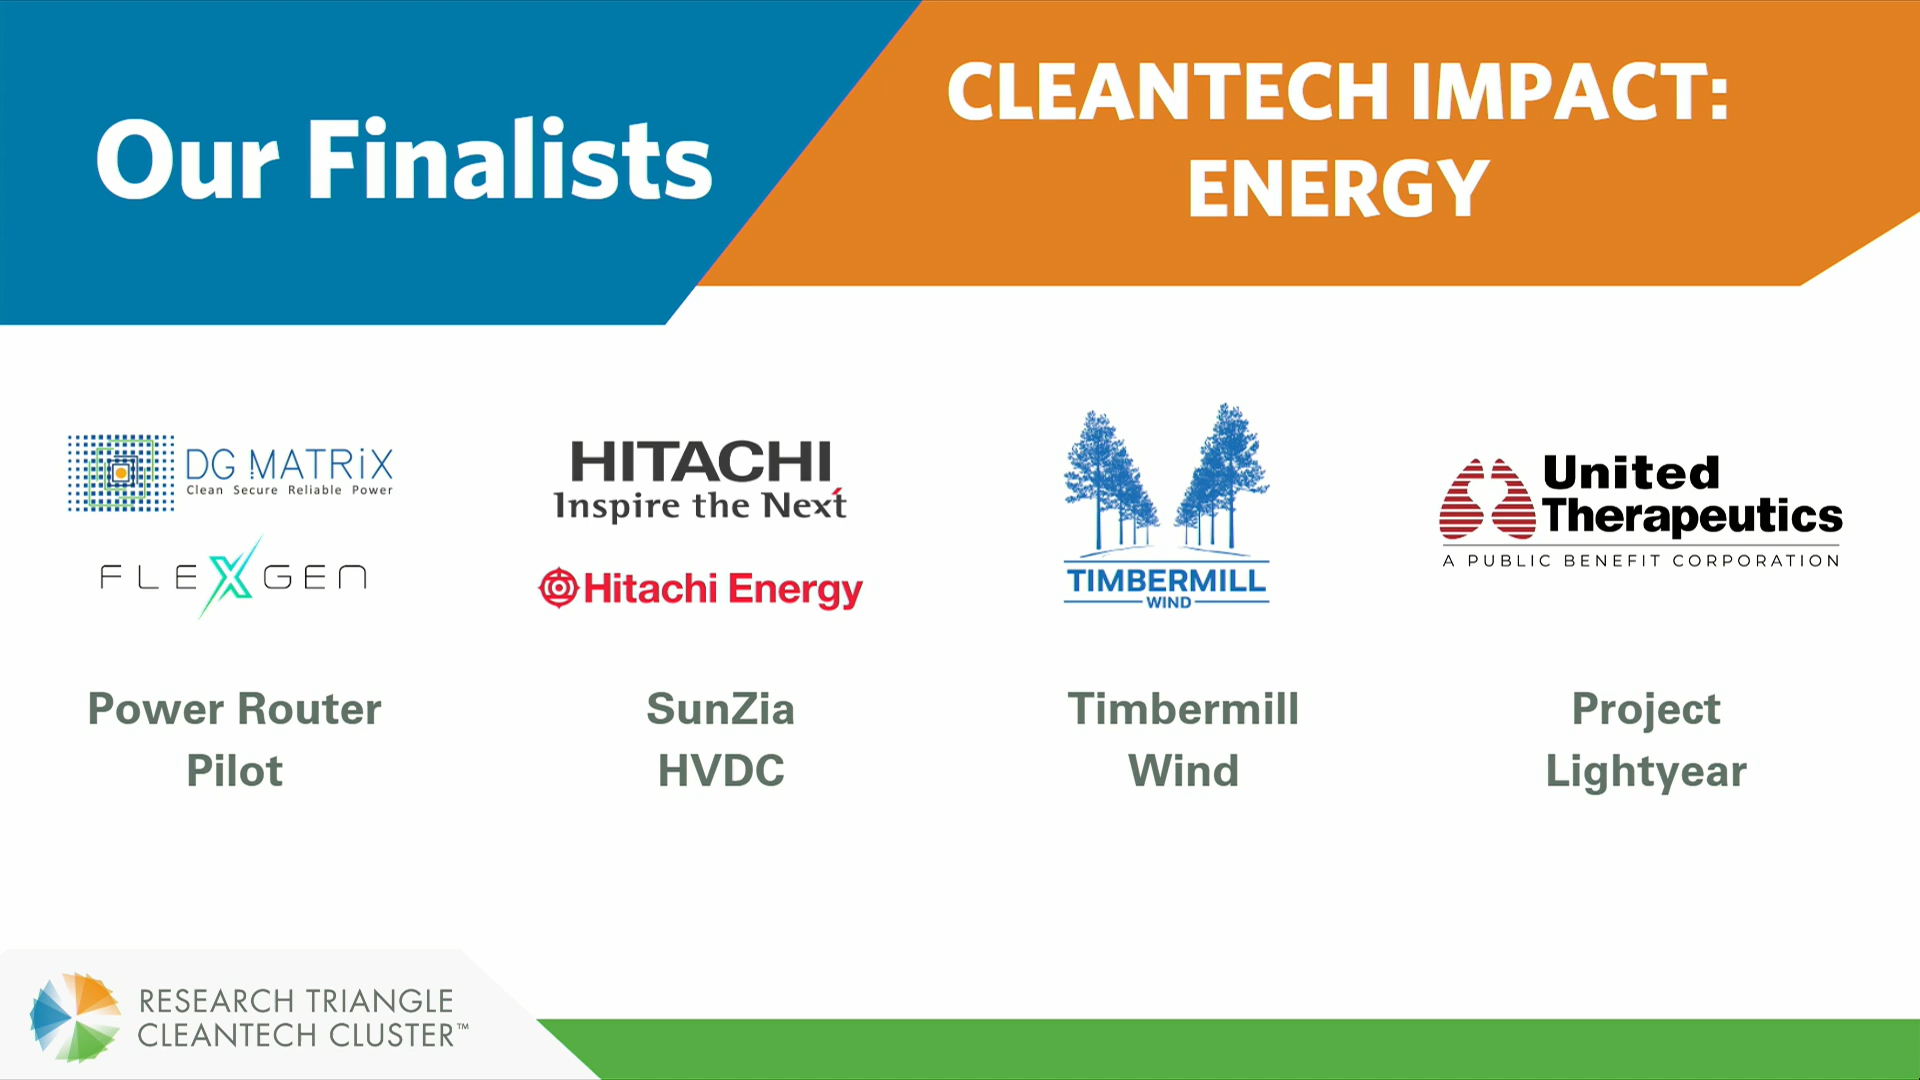 Our Finalists
CLEANTECH IMPACT:
ENERGY
DG MATRiX
Clean Secure Reliable Power
FLEXGEN
HITACHI
Inspire the Next
Hitachi Energy
TIMBERMILL
WIND
United
Therapeutics
A PUBLIC BENEFIT CORPORATION
Power Router
Pilot
SunZia
HVDC
Timbermill
Wind
Project
Lightyear
RESEARCH TRIANGLE
CLEANTECH CLUSTER™